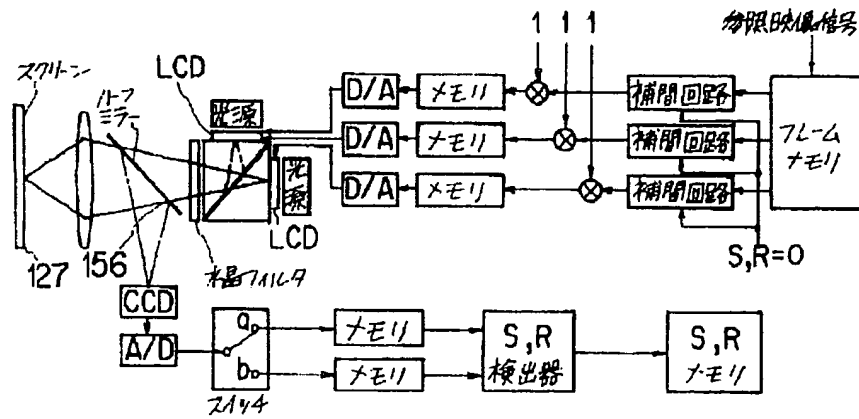 1 1 1
参照映像信号
スクリーン
ハーフ
ミラー
LCD
光源
D/A
メモリ
補間回路
D/A
メモリ
補間回路
フレーム
メモリ
光
源
D/A
メモリ
補間回路
LCD
S,R=0
127
156
水晶フィルタ
CCD
A/D
a
b
スイッチ
メモリ
メモリ
S,R
検出器
S,R
メモリ